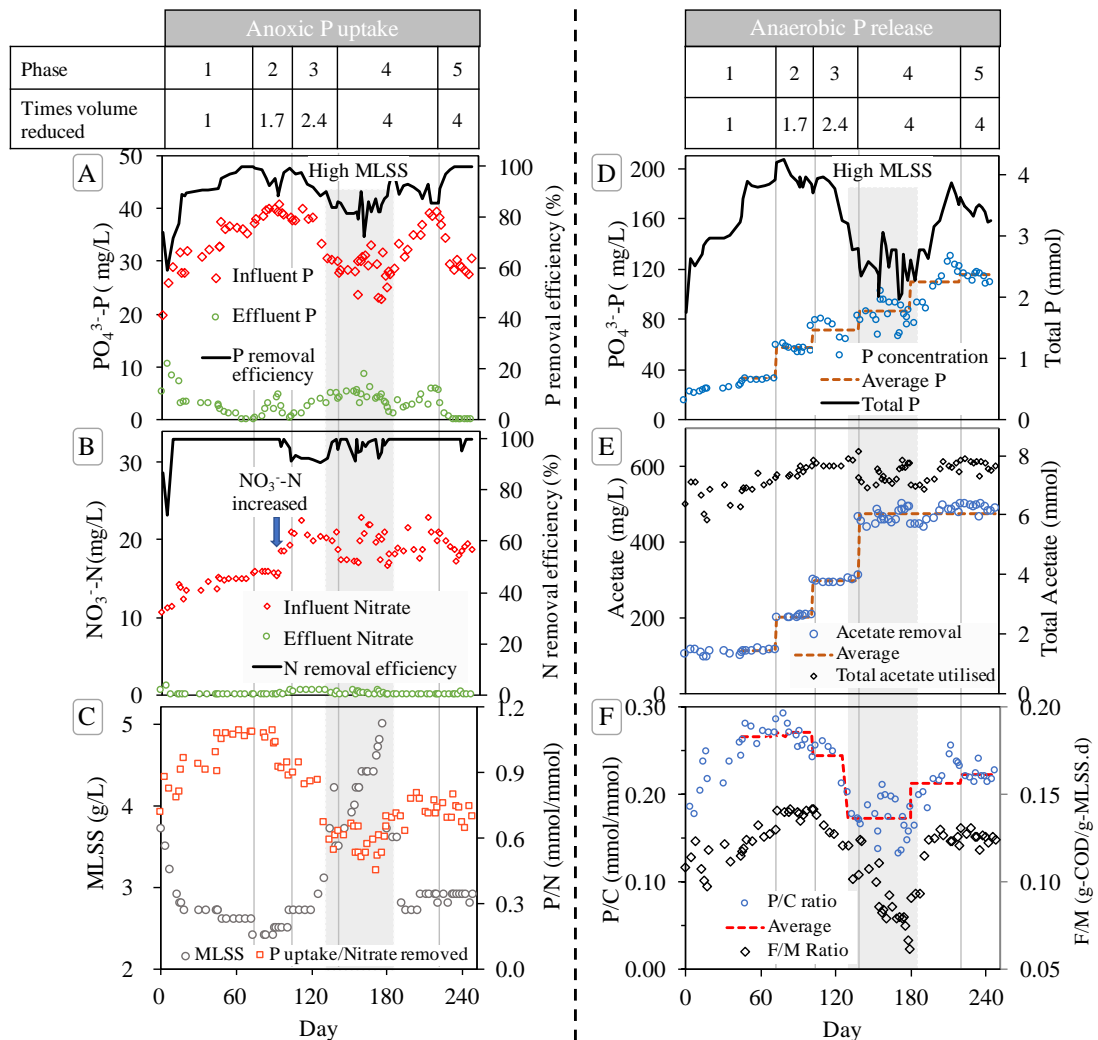 Anoxic P uptake
Phase 1 2 3 4 5
Times volume reduced 1 1.7 2.4 4 4
Anaerobic P release
1 2 3 4 5
1 1.7 2.4 4 4
A
High MLSS
PO₄³⁻-P ( mg/L)
50
40
30
20
10
0
P removal efficiency (%)
100
80
60
40
20
0
Influent P
Effluent P
P removal
efficiency
B
NO₃⁻-N
increased
NO₃⁻-N(mg/L)
30
20
10
0
N removal efficiency (%)
100
80
60
40
20
0
Influent Nitrate
Effluent Nitrate
N removal efficiency
C
MLSS (g/L)
5
4
3
2
P/N (mmol/mmol)
1.2
0.9
0.6
0.3
0.0
MLSS P uptake/Nitrate removed
0 60 120 180 240
Day
D
High MLSS
PO₄³⁻-P ( mg/L)
200
160
120
80
40
0
Total P (mmol)
4
3
2
1
0
P concentration
Average P
Total P
E
Acetate (mg/L)
600
400
200
0
Total Acetate (mmol)
8
6
4
2
0
Acetate removal
Average
Total acetate utilised
F
P/C (mmol/mmol)
0.30
0.20
0.10
0.00
F/M (g-COD/g-MLSS.d)
0.20
0.15
0.10
0.05
P/C ratio
Average
F/M Ratio
0 60 120 180 240
Day